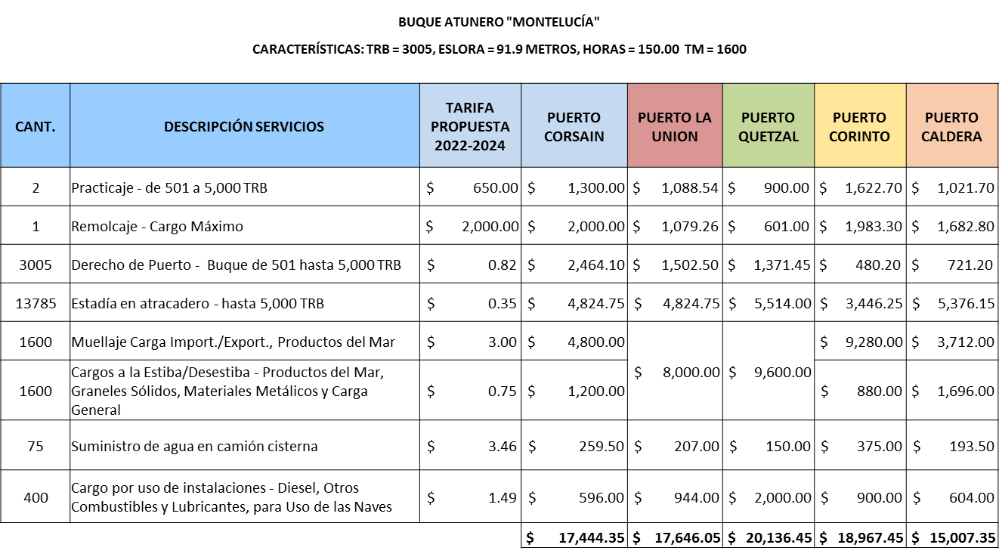 BUQUE ATUNERO "MONTELUCÍA"
CARACTERÍSTICAS: TRB = 3005, ESLORA = 91.9 METROS, HORAS = 150.00 TM = 1600
CANT. DESCRIPCIÓN SERVICIOS TARIFA PROPUESTA 2022-2024 PUERTO CORSAIN PUERTO LA UNION PUERTO QUETZAL PUERTO CORINTO PUERTO CALDERA
2 Practicaje - de 501 a 5,000 TRB $ 650.00 $ 1,300.00 $ 1,088.54 $ 900.00 $ 1,622.70 $ 1,021.70
1 Remolcaje - Cargo Máximo $ 2,000.00 $ 2,000.00 $ 1,079.26 $ 601.00 $ 1,983.30 $ 1,682.80
3005 Derecho de Puerto - Buque de 501 hasta 5,000 TRB $ 0.82 $ 2,464.10 $ 1,502.50 $ 1,371.45 $ 480.20 $ 721.20
13785 Estadía en atracadero - hasta 5,000 TRB $ 0.35 $ 4,824.75 $ 4,824.75 $ 5,514.00 $ 3,446.25 $ 5,376.15
1600 Muellaje Carga Import./Export., Productos del Mar $ 3.00 $ 4,800.00 $ 8,000.00 $ 9,600.00 $ 9,280.00 $ 3,712.00
1600 Cargos a la Estiba/Desestiba - Productos del Mar,
Graneles Sólidos, Materiales Metálicos y Carga
General $ 0.75 $ 1,200.00 $ 880.00 $ 1,696.00
75 Suministro de agua en camión cisterna $ 3.46 $ 259.50 $ 207.00 $ 150.00 $ 375.00 $ 193.50
400 Cargo por uso de instalaciones - Diesel, Otros
Combustibles y Lubricantes, para Uso de las Naves $ 1.49 $ 596.00 $ 944.00 $ 2,000.00 $ 900.00 $ 604.00
$ 17,444.35 $ 17,646.05 $ 20,136.45 $ 18,967.45 $ 15,007.35